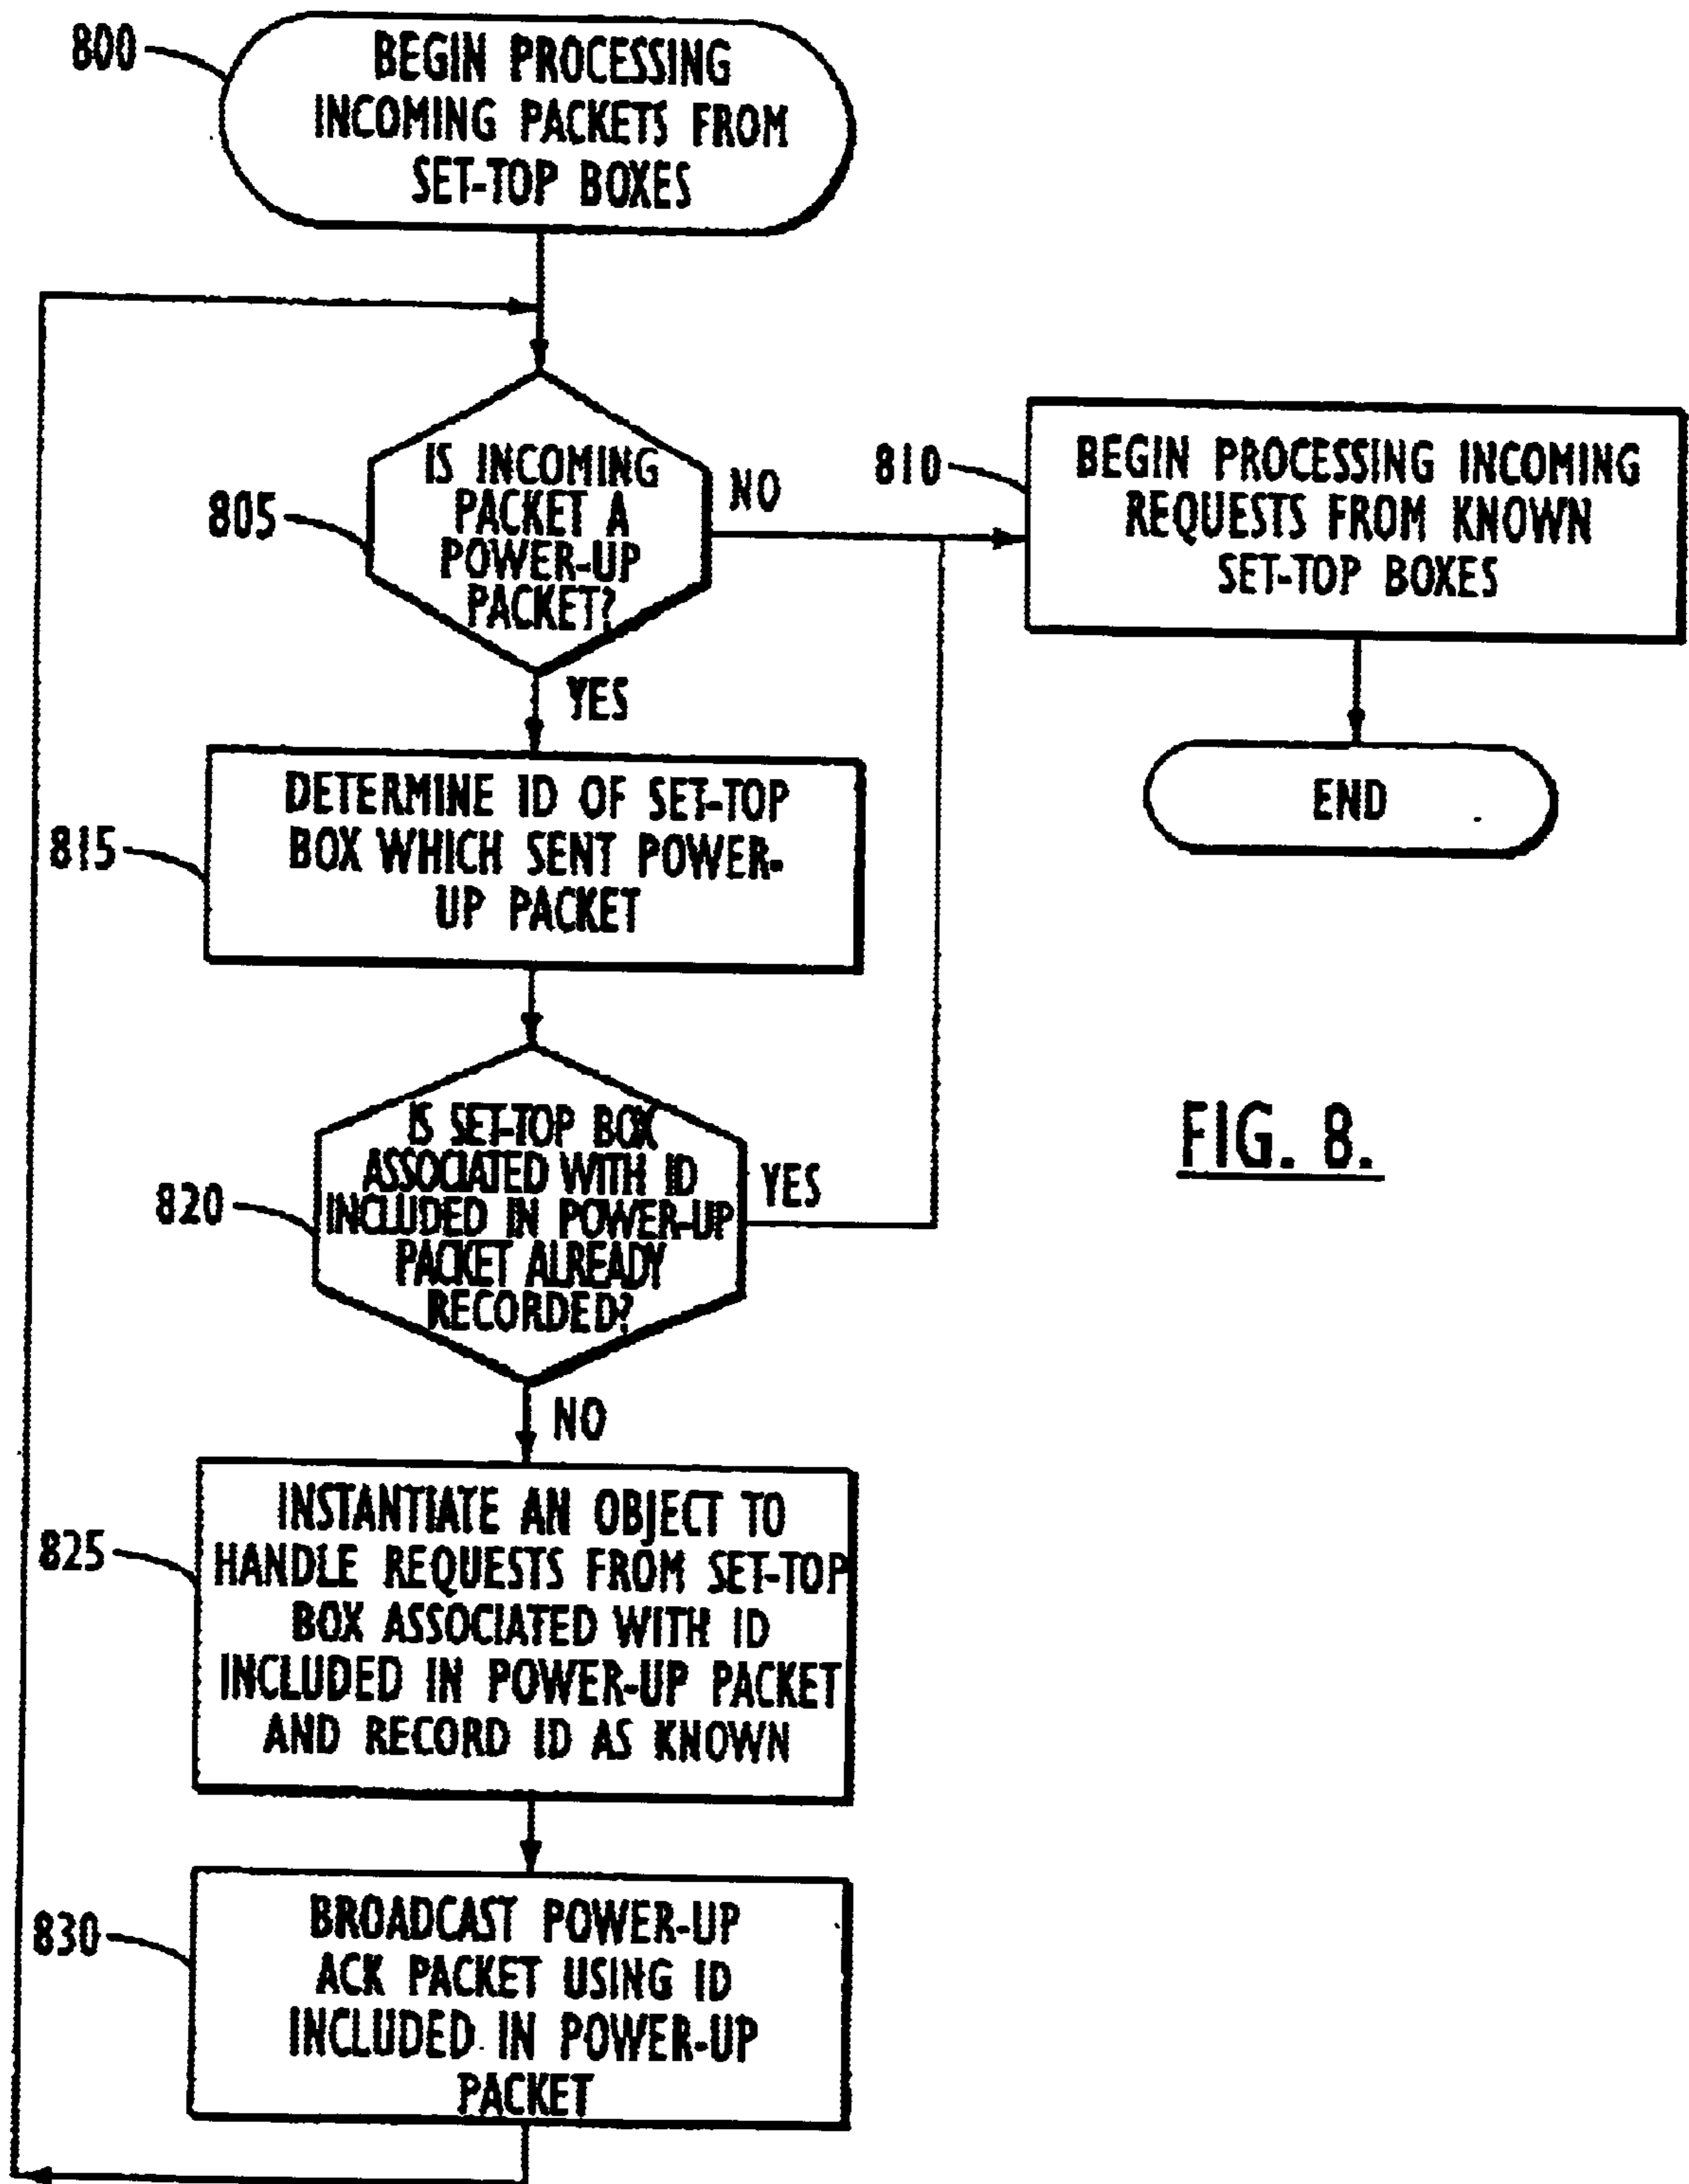 800
BEGIN PROCESSING
INCOMING PACKETS FROM
SET-TOP BOXES
805
IS INCOMING
PACKET A
POWER-UP
PACKET?
NO
YES
810
BEGIN PROCESSING INCOMING
REQUESTS FROM KNOWN
SET-TOP BOXES
END
815
DETERMINE ID OF SET-TOP
BOX WHICH SENT POWER-
UP PACKET
820
IS SET-TOP BOX
ASSOCIATED WITH ID
INCLUDED IN POWER-UP
PACKET ALREADY
RECORDED?
YES
NO
FIG. 8.
825
INSTANTIATE AN OBJECT TO
HANDLE REQUESTS FROM SET-TOP
BOX ASSOCIATED WITH ID
INCLUDED IN POWER-UP PACKET
AND RECORD ID AS KNOWN
830
BROADCAST POWER-UP
ACK PACKET USING ID
INCLUDED IN POWER-UP
PACKET